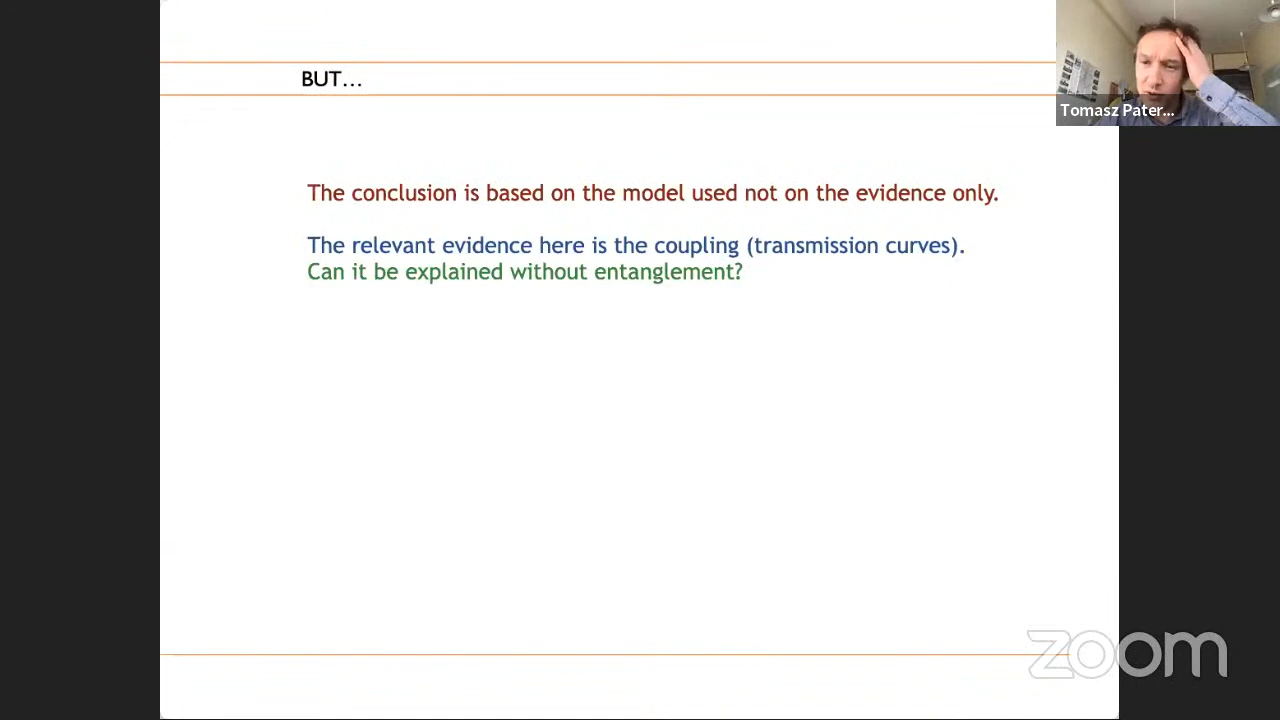 BUT...
Tomasz Pater...
The conclusion is based on the model used not on the evidence only.
The relevant evidence here is the coupling (transmission curves).
Can it be explained without entanglement?
zoom